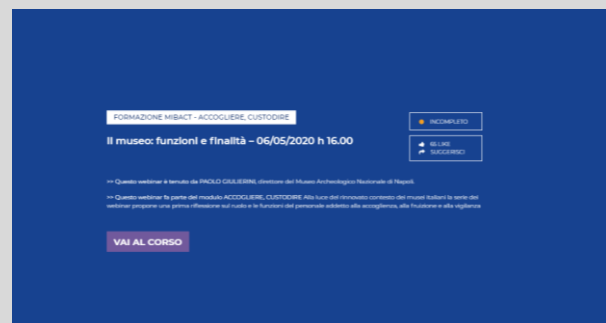 FORMAZIONE MIBACT - ACCOGLIERE, CUSTODIRE
INCOMPLETO
Il museo: funzioni e finalità – 06/05/2020 h 16.00
65 LIKE
SUGGERISCI
>> Questo webinar è tenuto da PAOLO GIULIERINI, direttore del Museo Archeologico Nazionale di Napoli.
>> Questo webinar fa parte del modulo ACCOGLIERE, CUSTODIRE Alla luce del rinnovato contesto dei musei italiani la serie dei
webinar propone una prima riflessione sul ruolo e le funzioni del personale addetto alla accoglienza, alla fruizione e alla vigilanza
VAI AL CORSO